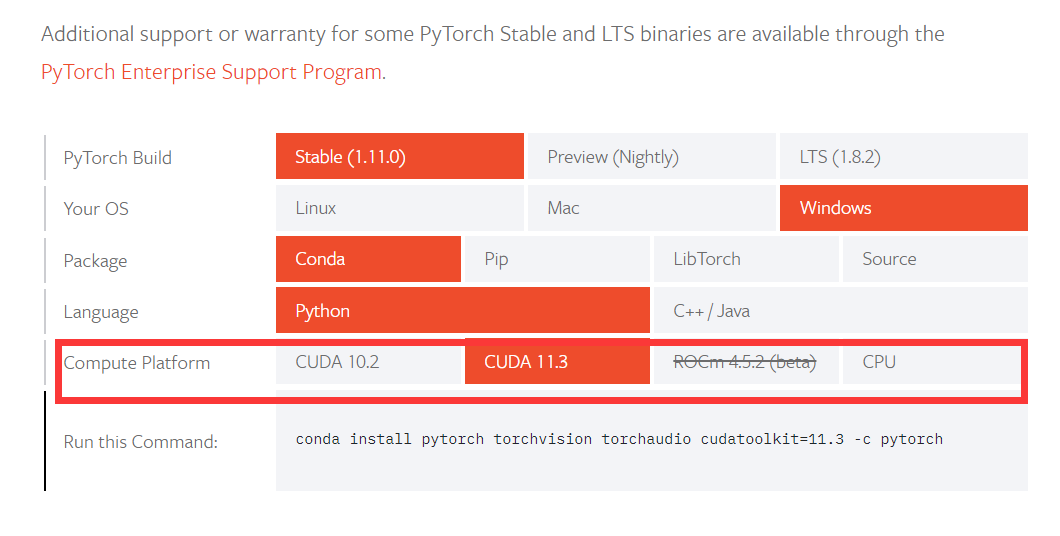 Additional support or warranty for some PyTorch Stable and LTS binaries are available through the
PyTorch Enterprise Support Program.
PyTorch Build Stable (1.11.0) Preview (Nightly) LTS (1.8.2)
Your OS Linux Mac Windows
Package Conda Pip LibTorch Source
Language Python C++ / Java
Compute Platform CUDA 10.2 CUDA 11.3 ROCm 4.5.2 (beta) CPU
Run this Command: conda install pytorch torchvision torchaudio cudatoolkit=11.3 -c pytorch